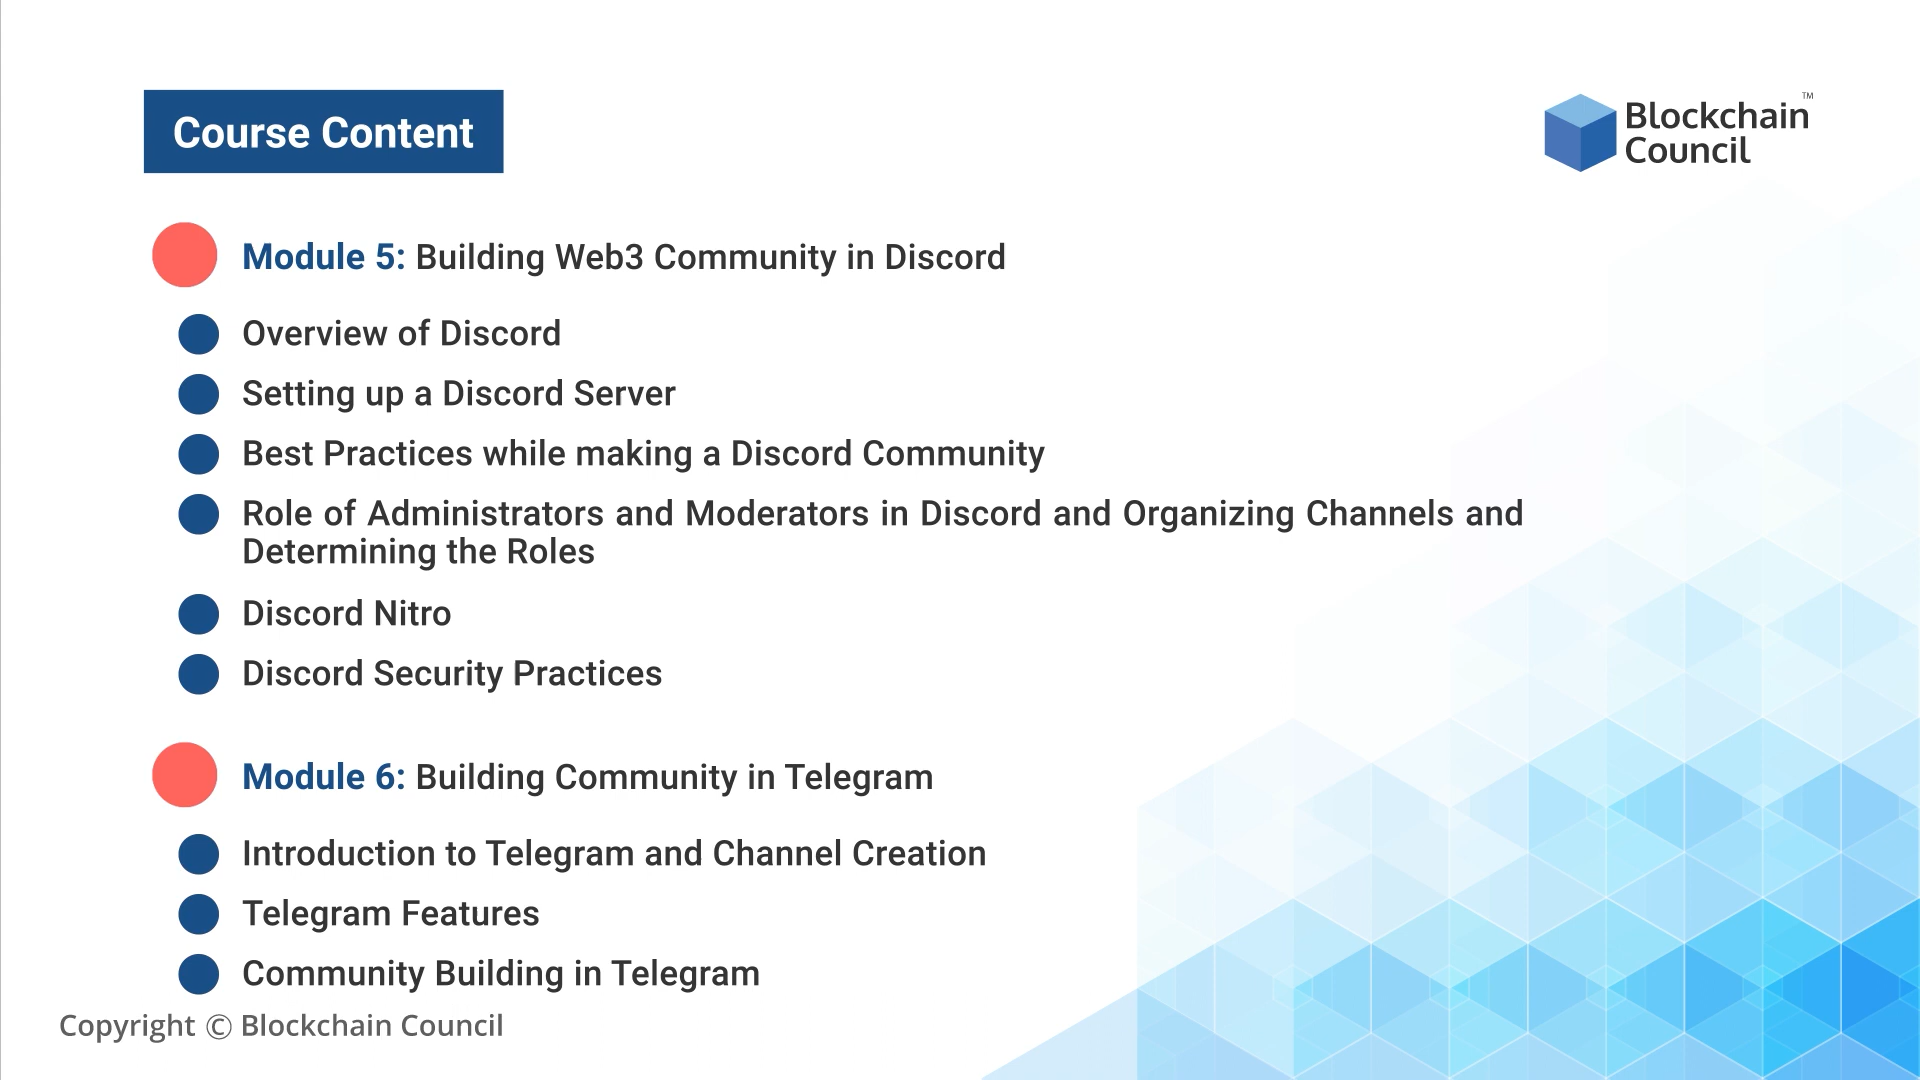 Course Content
Blockchain
Council
TM
Module 5: Building Web3 Community in Discord
Overview of Discord
Setting up a Discord Server
Best Practices while making a Discord Community
Role of Administrators and Moderators in Discord and Organizing Channels and
Determining the Roles
Discord Nitro
Discord Security Practices
Module 6: Building Community in Telegram
Introduction to Telegram and Channel Creation
Telegram Features
Community Building in Telegram
Copyright © Blockchain Council